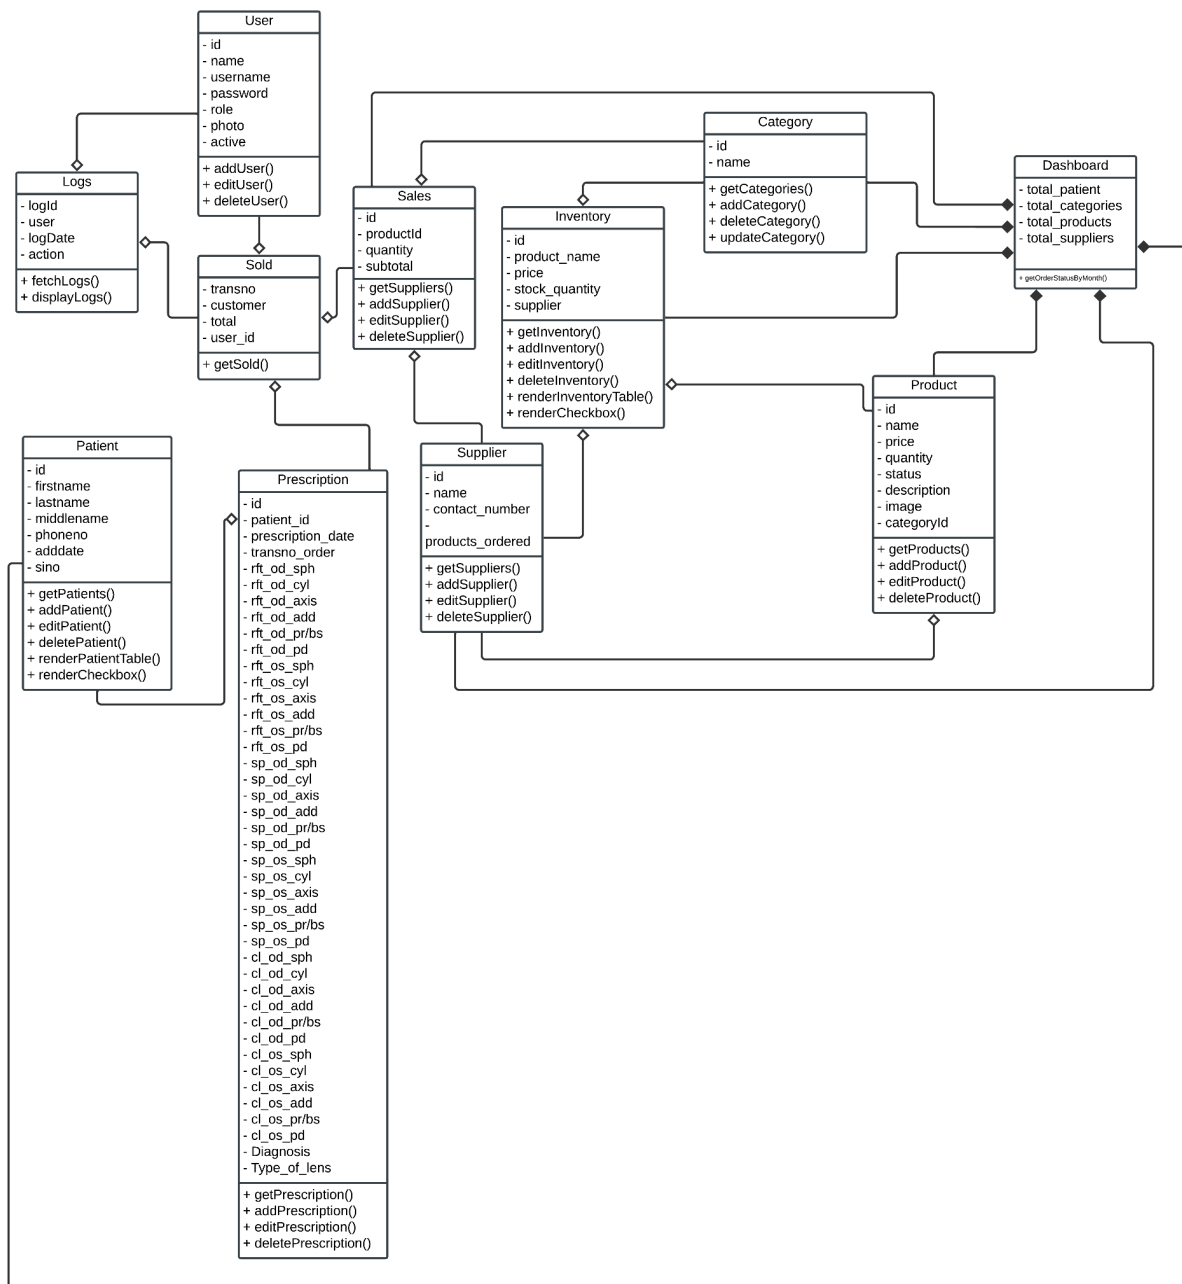 User
- id
- name
- username
- password
- role
- photo
- active
+ addUser()
+ editUser()
+ deleteUser()
Logs
- logId
- user
- logDate
- action
+ fetchLogs()
+ displayLogs()
Sold
- transno
- customer
- total
- user_id
+ getSold()
Sales
- id
- productId
- quantity
- subtotal
+ getSuppliers()
+ addSupplier()
+ editSupplier()
+ deleteSupplier()
Category
- id
- name
+ getCategories()
+ addCategory()
+ deleteCategory()
+ updateCategory()
Inventory
- id
- product_name
- price
- stock_quantity
- supplier
+ getInventory()
+ addInventory()
+ editInventory()
+ deleteInventory()
+ renderInventoryTable()
+ renderCheckbox()
Dashboard
- total_patient
- total_categories
- total_products
- total_suppliers
+ getOrderStatusByMonth()
Product
- id
- name
- price
- quantity
- status
- description
- image
- categoryId
+ getProducts()
+ addProduct()
+ editProduct()
+ deleteProduct()
Supplier
- id
- name
- contact_number
-
products_ordered
+ getSuppliers()
+ addSupplier()
+ editSupplier()
+ deleteSupplier()
Patient
- id
- firstname
- lastname
- middlename
- phoneno
- adddate
- sino
+ getPatients()
+ addPatient()
+ editPatient()
+ deletePatient()
+ renderPatientTable()
+ renderCheckbox()
Prescription
- id
- patient_id
- prescription_date
- transno_order
- rft_od_sph
- rft_od_cyl
- rft_od_axis
- rft_od_add
- rft_od_pr/bs
- rft_od_pd
- rft_os_sph
- rft_os_cyl
- rft_os_axis
- rft_os_add
- rft_os_pr/bs
- rft_os_pd
- sp_od_sph
- sp_od_cyl
- sp_od_axis
- sp_od_add
- sp_od_pr/bs
- sp_od_pd
- sp_os_sph
- sp_os_cyl
- sp_os_axis
- sp_os_add
- sp_os_pr/bs
- sp_os_pd
- cl_od_sph
- cl_od_cyl
- cl_od_axis
- cl_od_add
- cl_od_pr/bs
- cl_od_pd
- cl_os_sph
- cl_os_cyl
- cl_os_axis
- cl_os_add
- cl_os_pr/bs
- cl_os_pd
- Diagnosis
- Type_of_lens
+ getPrescription()
+ addPrescription()
+ editPrescription()
+ deletePrescription()